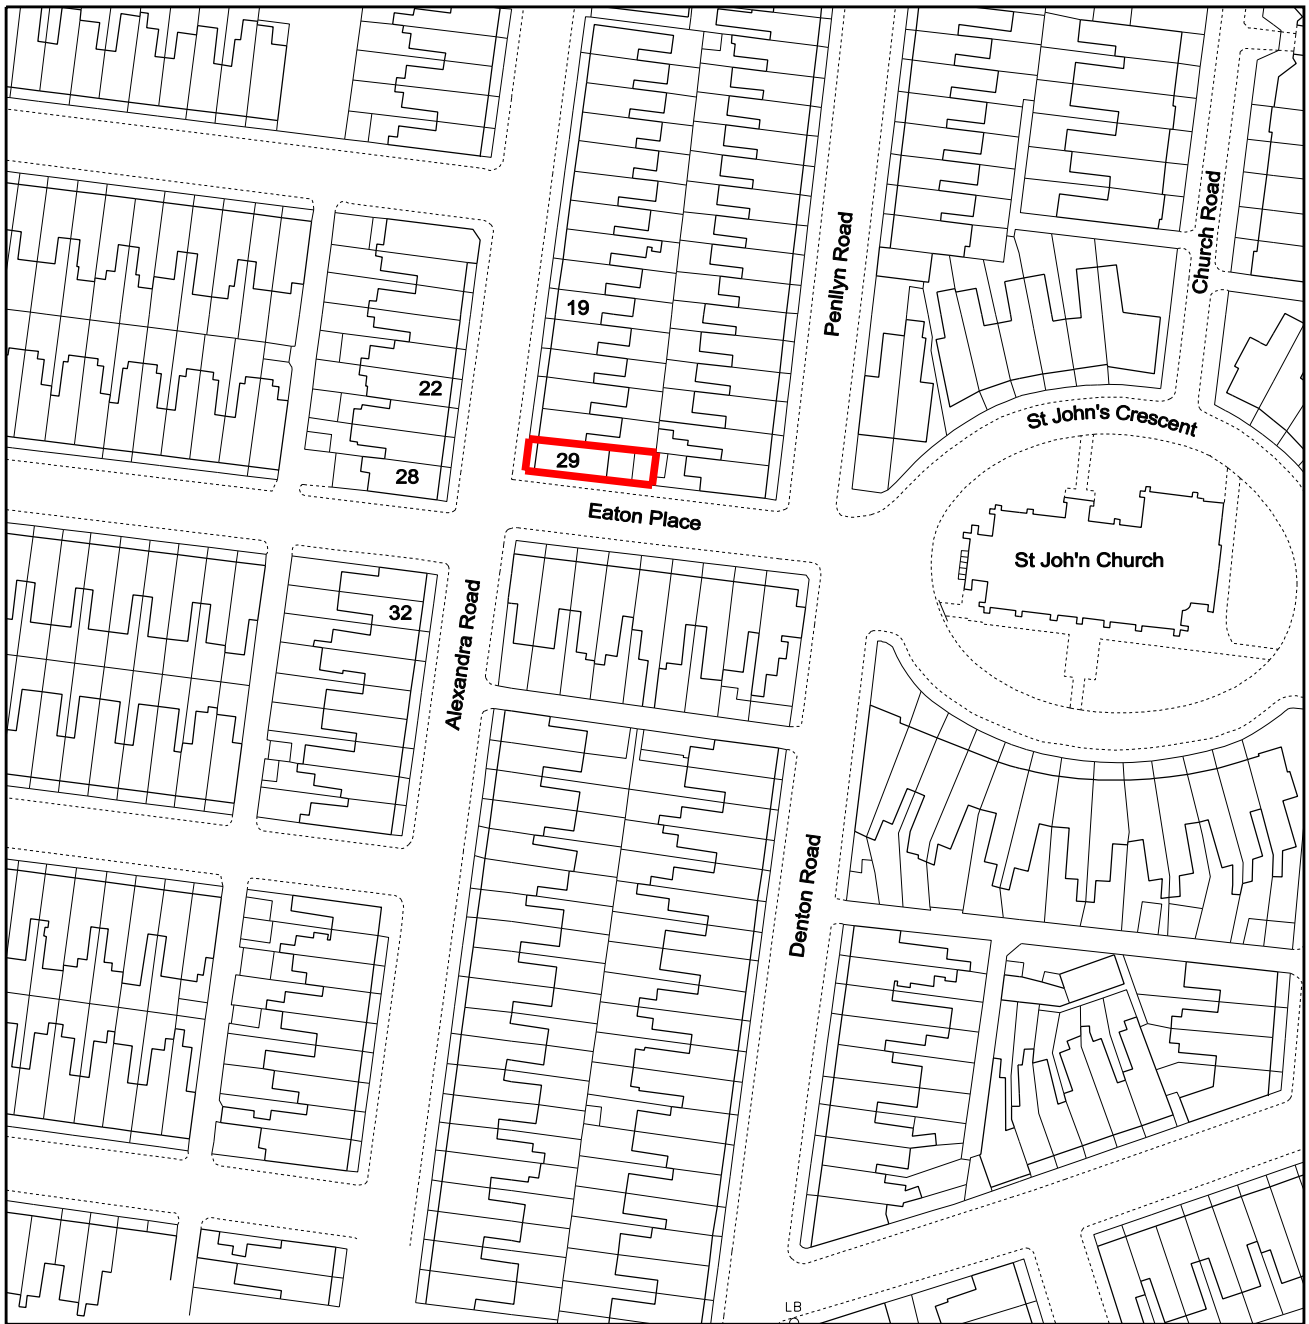 Church Road
Penllyn Road
19
22
St John's Crescent
29
28
Eaton Place
St Joh'n Church
32
Alexandra Road
Denton Road
LB